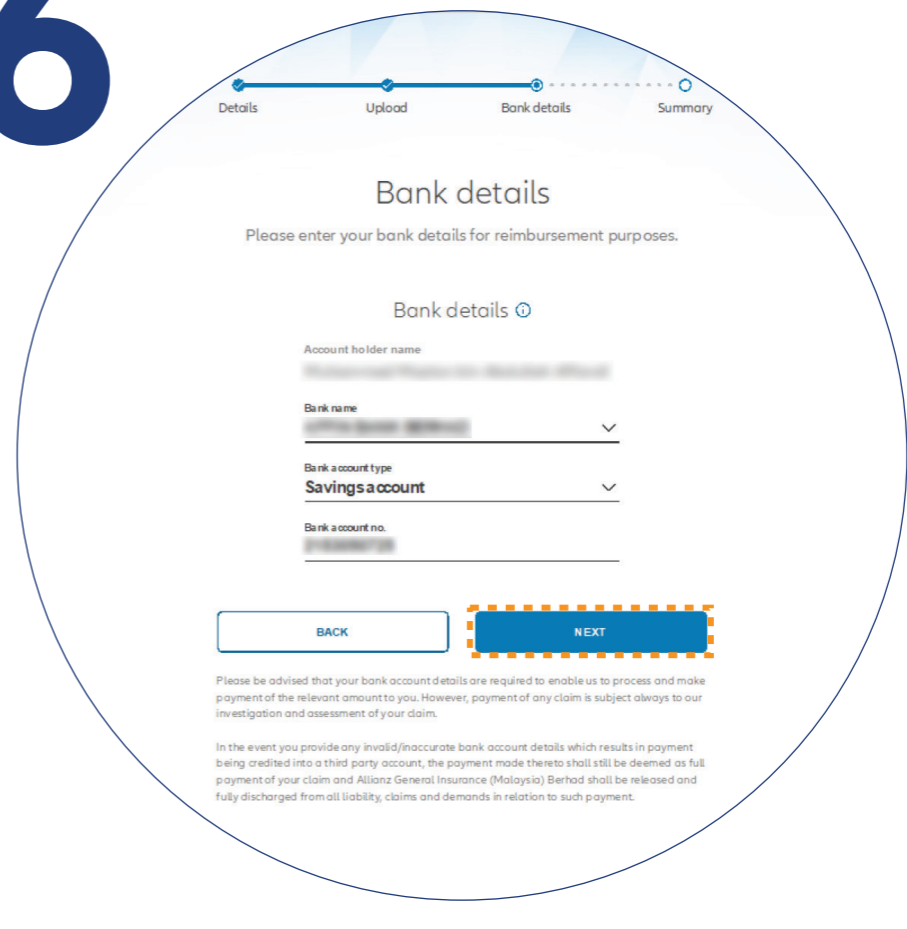 6
Details Upload Bank details Summary
Bank details
Please enter your bank details for reimbursement purposes.
Bank details
Account holder name
Bank name
Bank account type
Savings account
Bank account no.
BACK NEXT
Please be advised that your bank account details are required to enable us to process and make
payment of the relevant amount to you. However, payment of any claim is subject always to our
investigation and assessment of your claim.
In the event you provide any invalid/inaccurate bank account details which results in payment
being credited into a third party account, the payment made thereto shall still be deemed as full
payment of your claim and Allianz General Insurance (Malaysia) Berhad shall be released and
fully discharged from all liability, claims and demands in relation to such payment.